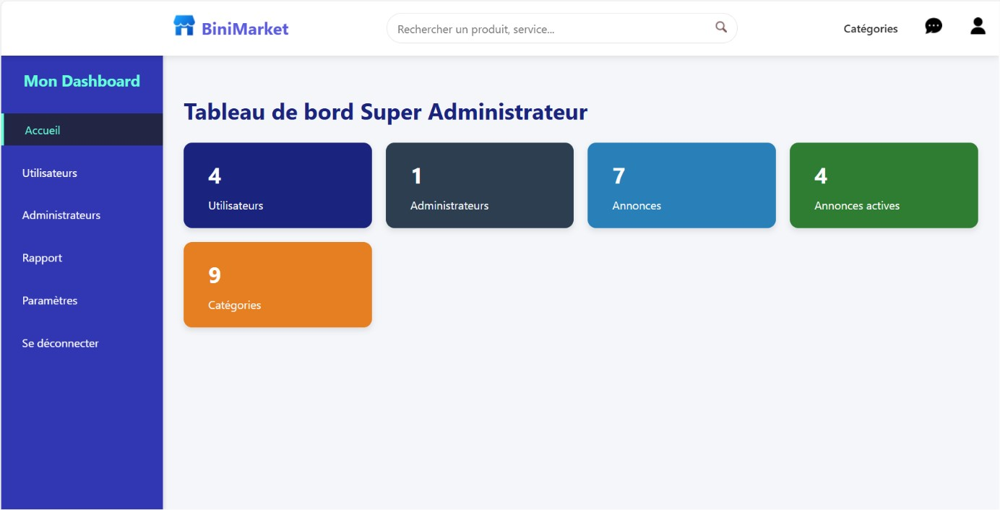 BiniMarket
Rechercher un produit, service...
Catégories
Mon Dashboard
Accueil
Utilisateurs
Administrateurs
Rapport
Paramètres
Se déconnecter
Tableau de bord Super Administrateur
4
Utilisateurs
1
Administrateurs
7
Annonces
4
Annonces actives
9
Catégories